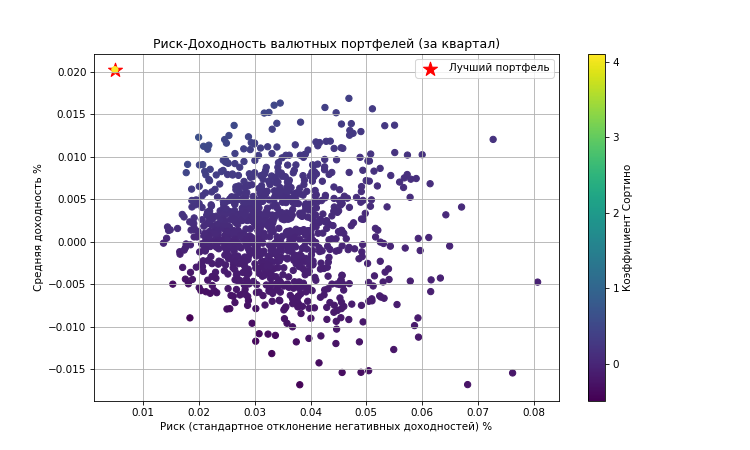 Риск-Доходность валютных портфелей (за квартал)
Лучший портфель
Средняя доходность %
0.020
0.015
0.010
0.005
0.000
−0.005
−0.010
−0.015
0.01 0.02 0.03 0.04 0.05 0.06 0.07 0.08
Риск (стандартное отклонение негативных доходностей) %
4
3
2
1
0
Коэффициент Сортино